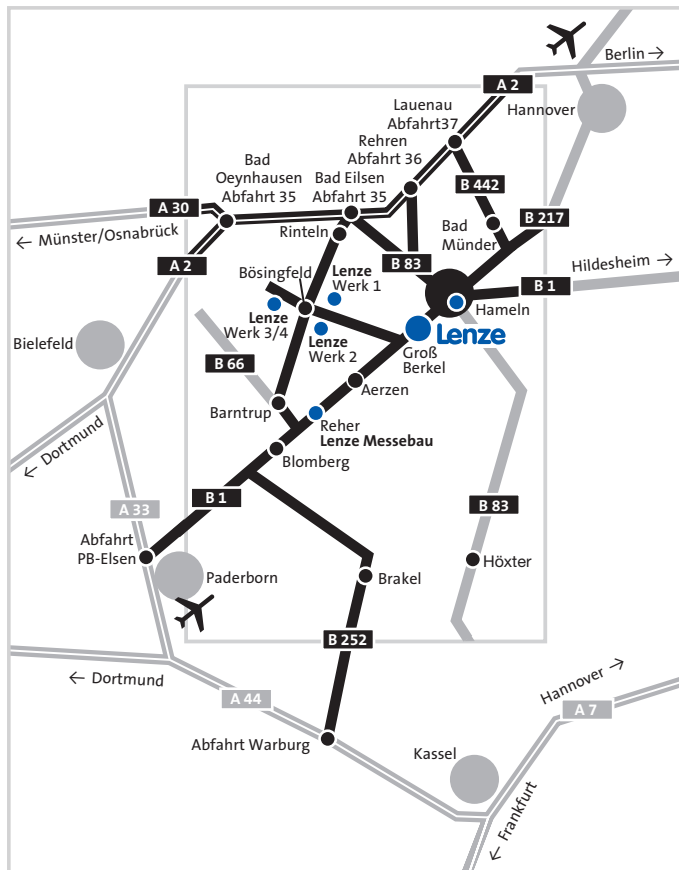 Berlin →
A 2
Lauenau
Abfahrt37
Hannover
Rehren
Abfahrt 36
Bad
Oeynhausen
Abfahrt 35
Bad Eilsen
Abfahrt 35
B 442
A 30
B 217
← Münster/Osnabrück
Rinteln
Bad
Münder
A 2
B 83
Hildesheim →
Bösingfeld
Lenze
Werk 1
B 1
Hameln
Lenze
Werk 3/4
Lenze
Werk 2
Lenze
Bielefeld
Groß
Berkel
B 66
Aerzen
Barntrup
Reher
Lenze Messebau
← Dortmund
Blomberg
B 1
A 33
B 83
Abfahrt
PB-Elsen
Höxter
Paderborn
Brakel
B 252
← Dortmund
Hannover →
A 44
A 7
Abfahrt Warburg
Kassel
← Frankfurt